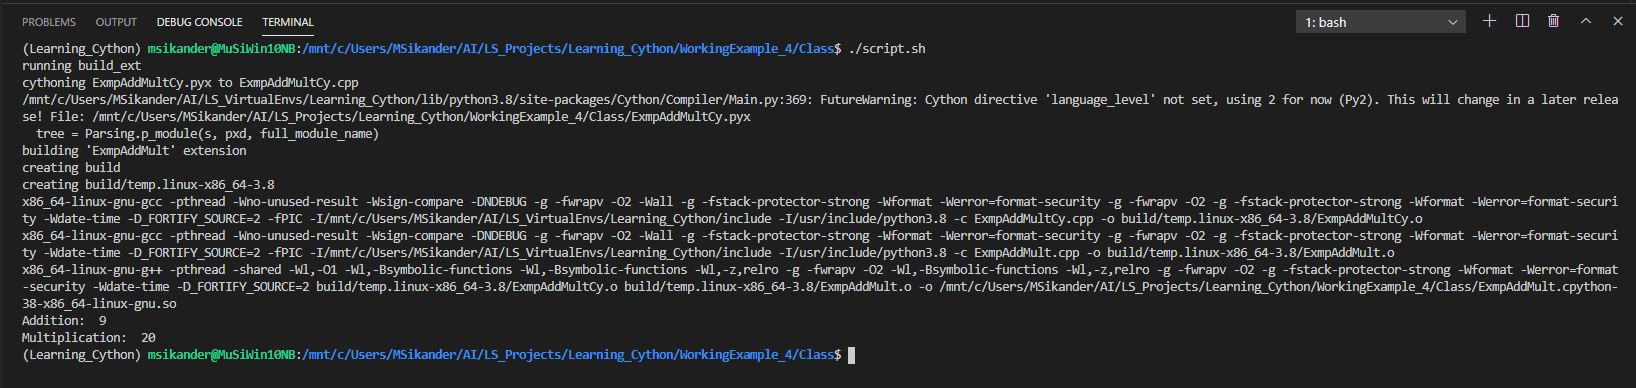 PROBLEMS OUTPUT DEBUG CONSOLE TERMINAL 1: bash
(Learning_Cython) msikander@MuSiWin10NB:/mnt/c/Users/MSikander/AI/LS_Projects/Learning_Cython/WorkingExample_4/Class$ ./script.sh
running build_ext
cythoning ExmpAddMultCy.pyx to ExmpAddMultCy.cpp
/mnt/c/Users/MSikander/AI/LS_VirtualEnvs/Learning_Cython/lib/python3.8/site-packages/Cython/Compiler/Main.py:369: FutureWarning: Cython directive 'language_level' not set, using 2 for now (Py2). This will change in a later relea
se! File: /mnt/c/Users/MSikander/AI/LS_Projects/Learning_Cython/WorkingExample_4/Class/ExmpAddMultCy.pyx
  tree = Parsing.p_module(s, pxd, full_module_name)
building 'ExmpAddMult' extension
creating build
creating build/temp.linux-x86_64-3.8
x86_64-linux-gnu-gcc -pthread -Wno-unused-result -Wsign-compare -DNDEBUG -g -fwrapv -O2 -Wall -g -fstack-protector-strong -Wformat -Werror=format-security -g -fwrapv -O2 -g -fstack-protector-strong -Wformat -Werror=format-securi
ty -Wdate-time -D_FORTIFY_SOURCE=2 -fPIC -I/mnt/c/Users/MSikander/AI/LS_VirtualEnvs/Learning_Cython/include -I/usr/include/python3.8 -c ExmpAddMultCy.cpp -o build/temp.linux-x86_64-3.8/ExmpAddMultCy.o
x86_64-linux-gnu-gcc -pthread -Wno-unused-result -Wsign-compare -DNDEBUG -g -fwrapv -O2 -Wall -g -fstack-protector-strong -Wformat -Werror=format-security -g -fwrapv -O2 -g -fstack-protector-strong -Wformat -Werror=format-securi
ty -Wdate-time -D_FORTIFY_SOURCE=2 -fPIC -I/mnt/c/Users/MSikander/AI/LS_VirtualEnvs/Learning_Cython/include -I/usr/include/python3.8 -c ExmpAddMult.cpp -o build/temp.linux-x86_64-3.8/ExmpAddMult.o
x86_64-linux-gnu-g++ -pthread -shared -Wl,-O1 -Wl,-Bsymbolic-functions -Wl,-Bsymbolic-functions -Wl,-z,relro -g -fwrapv -O2 -Wl,-Bsymbolic-functions -Wl,-z,relro -g -fwrapv -O2 -g -fstack-protector-strong -Wformat -Werror=format
-security -Wdate-time -D_FORTIFY_SOURCE=2 build/temp.linux-x86_64-3.8/ExmpAddMultCy.o build/temp.linux-x86_64-3.8/ExmpAddMult.o -o /mnt/c/Users/MSikander/AI/LS_Projects/Learning_Cython/WorkingExample_4/Class/ExmpAddMult.cpython-
38-x86_64-linux-gnu.so
Addition:  9
Multiplication:  20
(Learning_Cython) msikander@MuSiWin10NB:/mnt/c/Users/MSikander/AI/LS_Projects/Learning_Cython/WorkingExample_4/Class$